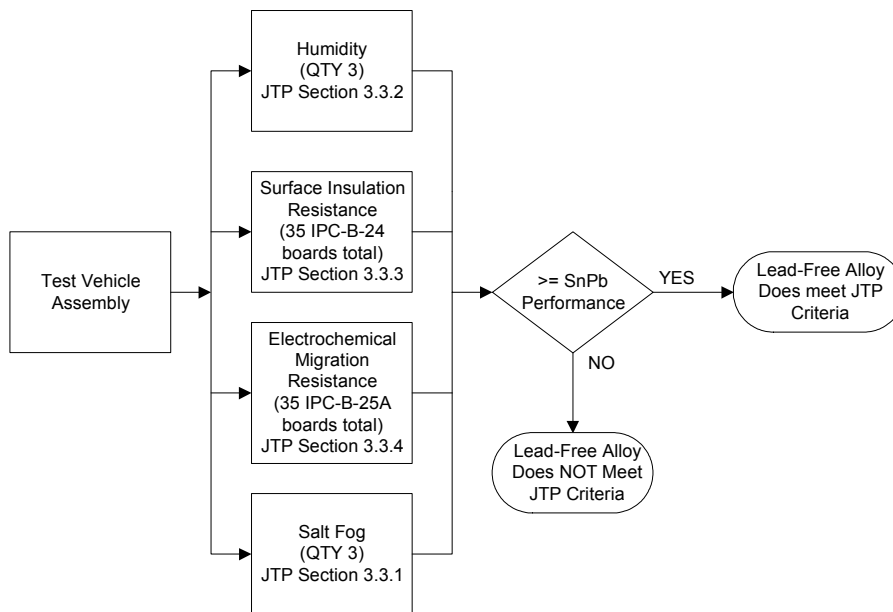 Humidity
(QTY 3)
JTP Section 3.3.2
Surface Insulation
Resistance
(35 IPC-B-24
boards total)
JTP Section 3.3.3
Test Vehicle
Assembly
>= SnPb
Performance
YES
Lead-Free Alloy
Does meet JTP
Criteria
NO
Electrochemical
Migration
Resistance
(35 IPC-B-25A
boards total)
JTP Section 3.3.4
Lead-Free Alloy
Does NOT Meet
JTP Criteria
Salt Fog
(QTY 3)
JTP Section 3.3.1